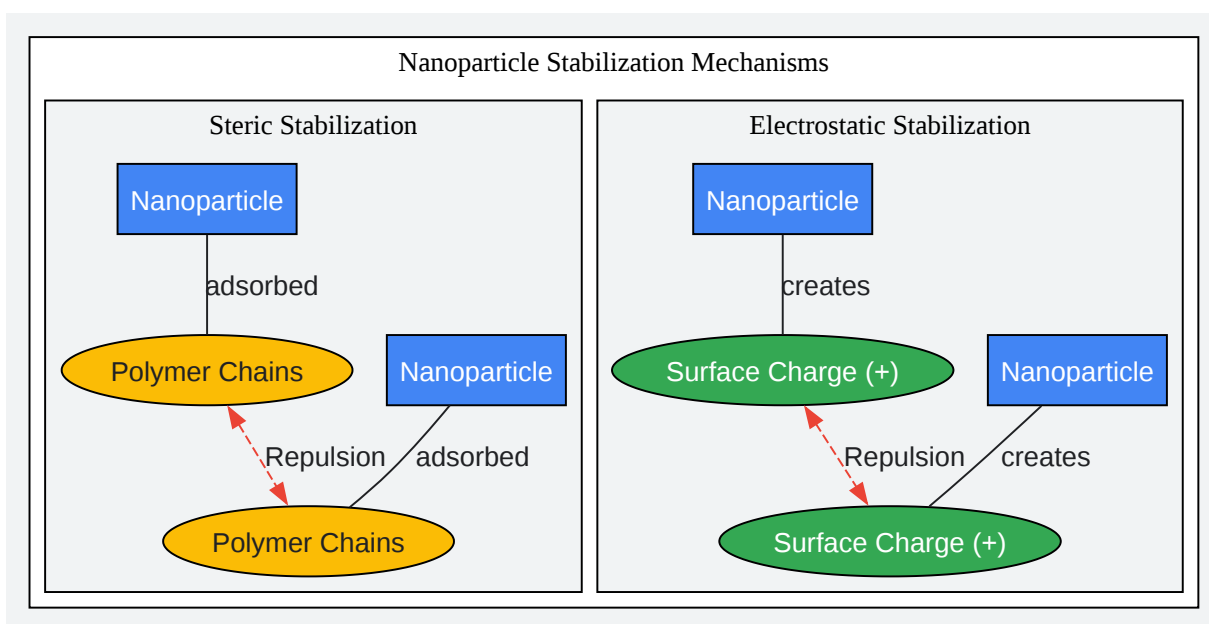 Nanoparticle Stabilization Mechanisms
Steric Stabilization
Nanoparticle
adsorbed
Polymer Chains
Nanoparticle
Repulsion
adsorbed
Polymer Chains
Electrostatic Stabilization
Nanoparticle
creates
Surface Charge (+)
Nanoparticle
Repulsion
creates
Surface Charge (+)